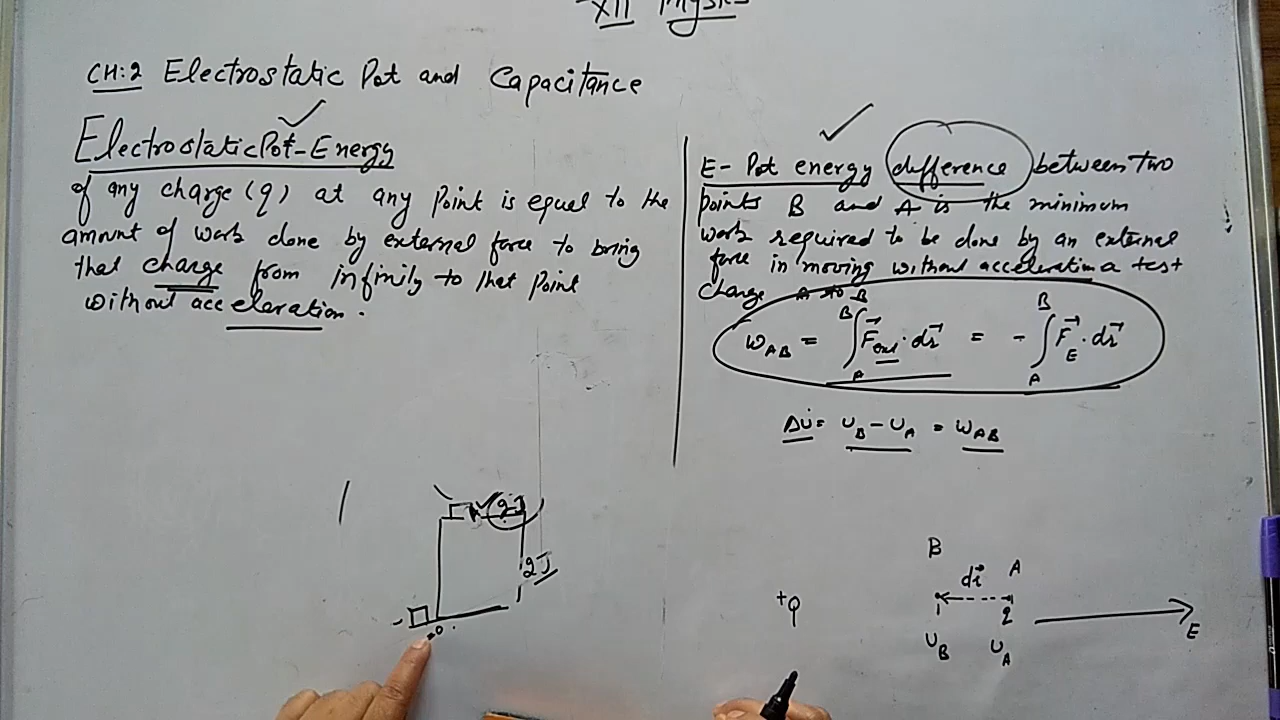 XII Physics
CH:2 Electrostatic Pot and Capacitance
Electrostatic Pot-Energy
of any charge (q) at any Point is equal to the
amount of work done by external force to bring
that charge from infinity to that Point
without acceleration.
E- Pot energy difference between two
points B and A is the minimum
work required to be done by an external
force in moving without acceleration a test
charge A to B
W_AB = ∫_A^B F⃗_ext · dr⃗ = - ∫_A^B F⃗_E · dr⃗
ΔU = U_B - U_A = W_AB
2J
2J
B
A
dr⃗
+Q
q
U_B
U_A
E